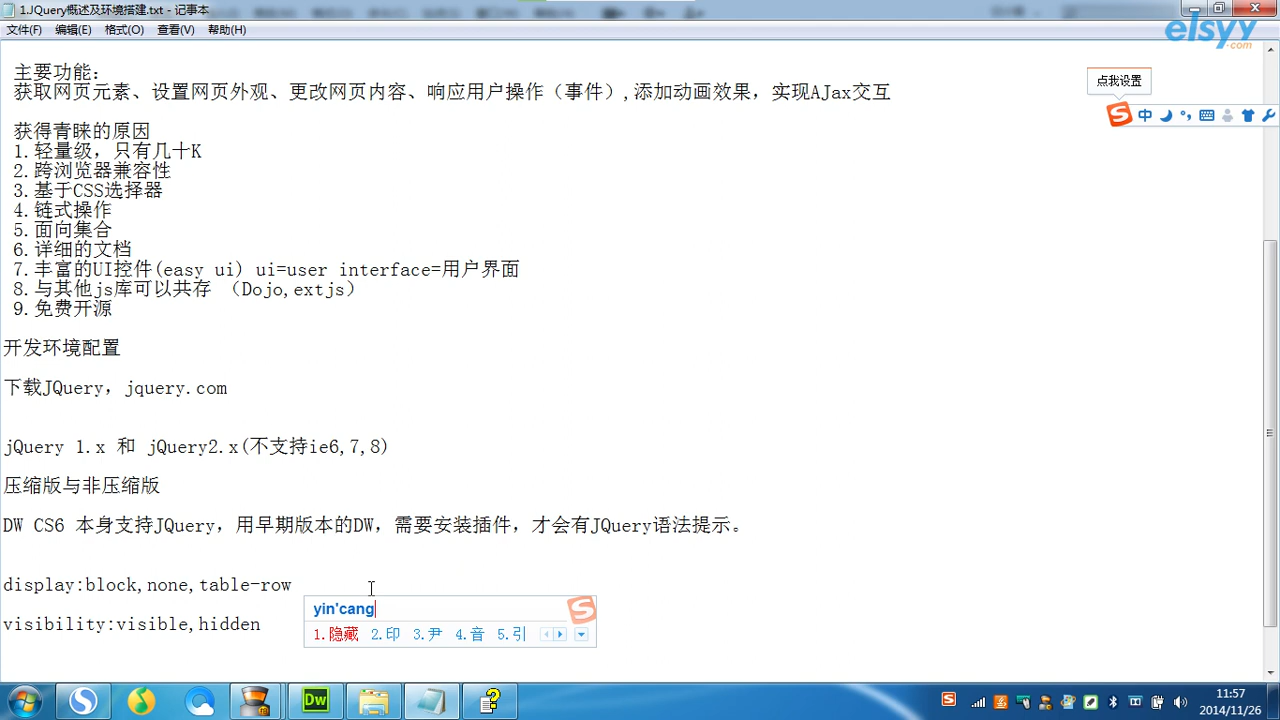 1.JQuery概述及环境搭建.txt - 记事本
文件(F) 编辑(E) 格式(O) 查看(V) 帮助(H)
elsyy
.com
主要功能：
获取网页元素、设置网页外观、更改网页内容、响应用户操作（事件）,添加动画效果，实现AJax交互
点我设置
中
获得青睐的原因
1.轻量级，只有几十K
2.跨浏览器兼容性
3.基于CSS选择器
4.链式操作
5.面向集合
6.详细的文档
7.丰富的UI控件(easy ui) ui=user interface=用户界面
8.与其他js库可以共存 （Dojo,extjs）
9.免费开源
开发环境配置
下载JQuery，jquery.com
jQuery 1.x 和 jQuery2.x(不支持ie6,7,8)
压缩版与非压缩版
DW CS6 本身支持JQuery，用早期版本的DW，需要安装插件，才会有JQuery语法提示。
display:block,none,table-row
yin'cang
1.隐藏 2.印 3.尹 4.音 5.引
visibility:visible,hidden
Dw
11:57
2014/11/26